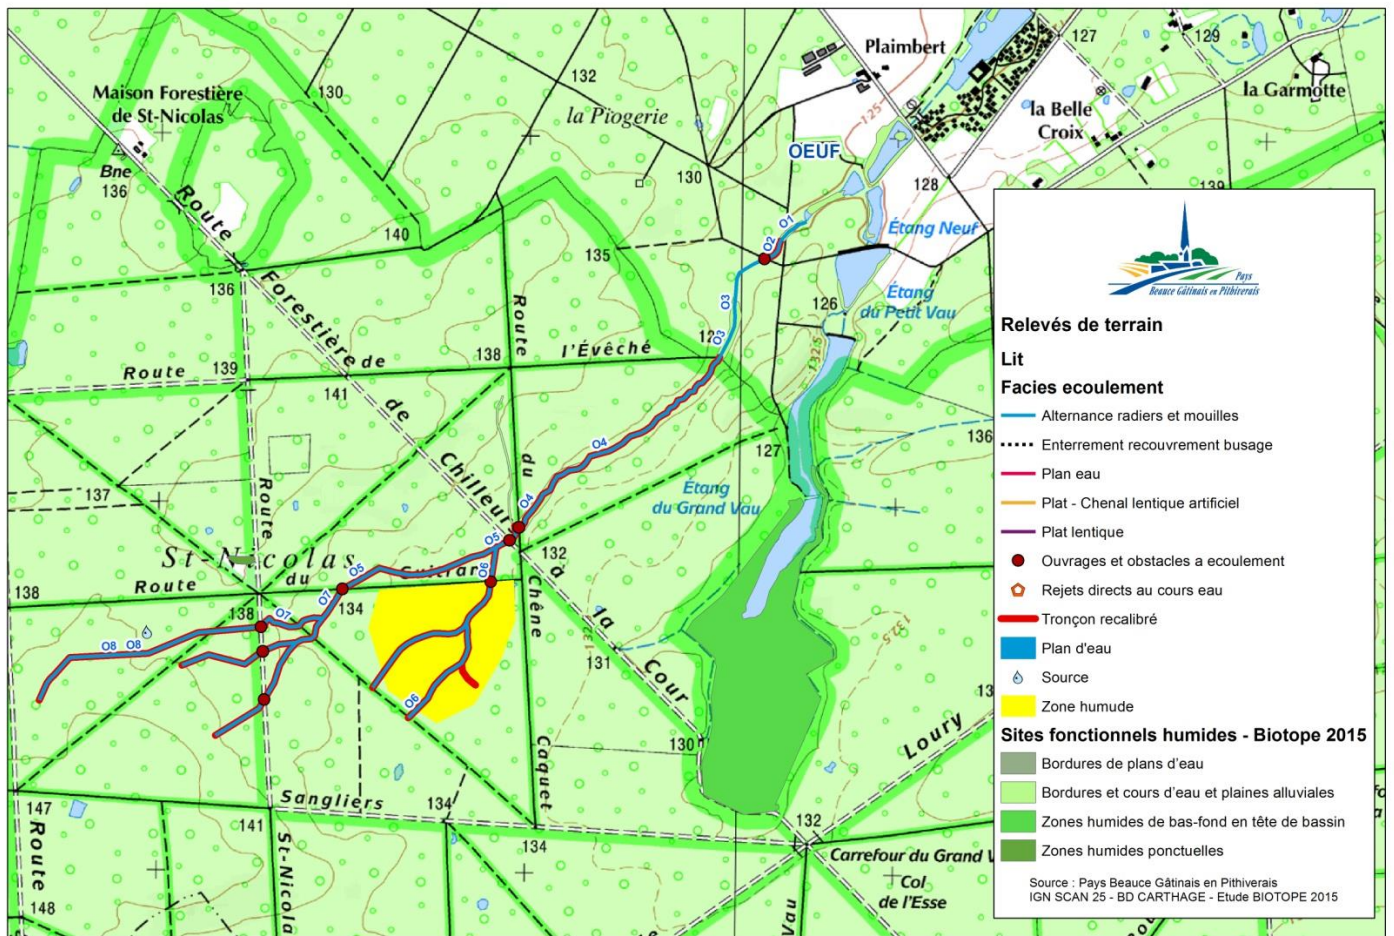 Plaimbert
127
129
la Garmotte
Maison Forestière
de St-Nicolas
132
130
la Piogerie
125
la Belle
Croix
OEUF
Bne
136
130
128
139
Route
140
135
O1
O2
Étang Neuf
136
Forestière
Étang
du Petit Vau
126
O3
O3
Route
132.5
138
l'Évêché
Route
139
de
141
de
127
136
O4
137
Chilleurs
du
Étang
du Grand Vau
Route
O4
St-Nicolas
O5
132
à
Route
du
O5
O6
138
134
Chêne
la
138
O7
O7
O8
O8
131
132.5
Cour
O6
130
Loury
Caquet
147
Sangliers
134
141
134
132
Route
St-Nicola
Carrefour du Grand V
Col
de l'Esse
148
Vau
Pays
Beauce Gâtinais en Pithiverais
Relevés de terrain
Lit
Facies ecoulement
Alternance radiers et mouilles
Enterrement recouvrement busage
Plan eau
Plat - Chenal lentique artificiel
Plat lentique
Ouvrages et obstacles a ecoulement
Rejets directs au cours eau
Tronçon recalibré
Plan d'eau
Source
Zone humude
Sites fonctionnels humides - Biotope 2015
Bordures de plans d'eau
Bordures et cours d'eau et plaines alluviales
Zones humides de bas-fond en tête de bassin
Zones humides ponctuelles
Source : Pays Beauce Gâtinais en Pithiverais
IGN SCAN 25 - BD CARTHAGE - Etude BIOTOPE 2015